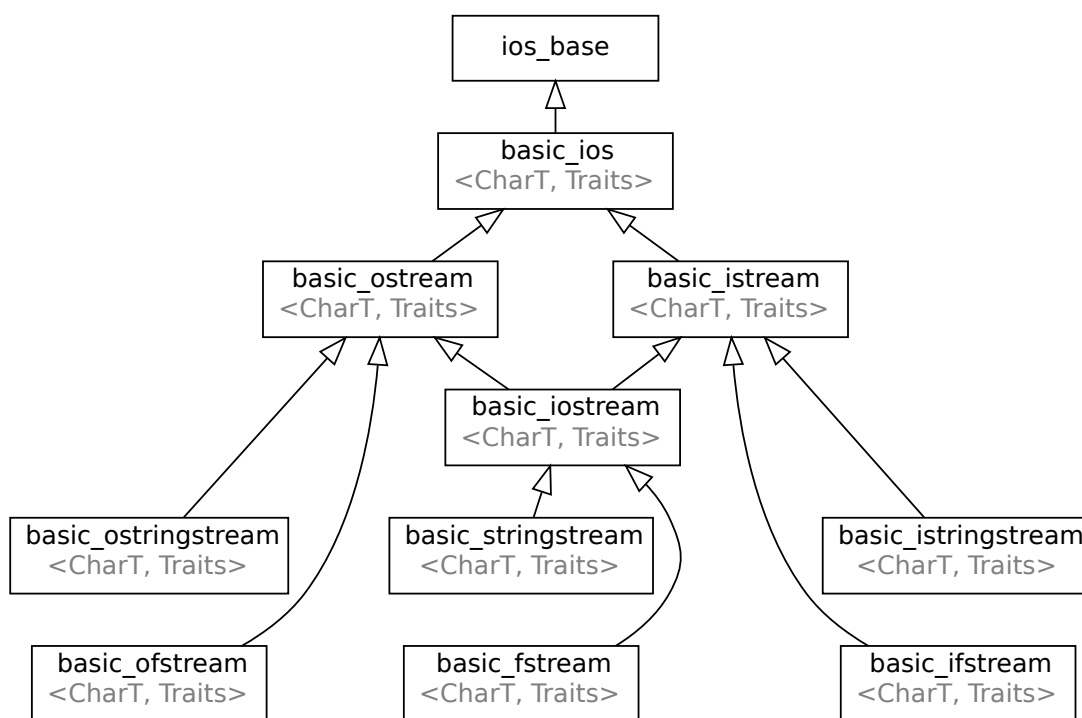 ios_base
basic_ios
<CharT, Traits>
basic_ostream
<CharT, Traits>
basic_istream
<CharT, Traits>
basic_iostream
<CharT, Traits>
basic_ostringstream
<CharT, Traits>
basic_stringstream
<CharT, Traits>
basic_istringstream
<CharT, Traits>
basic_ofstream
<CharT, Traits>
basic_fstream
<CharT, Traits>
basic_ifstream
<CharT, Traits>